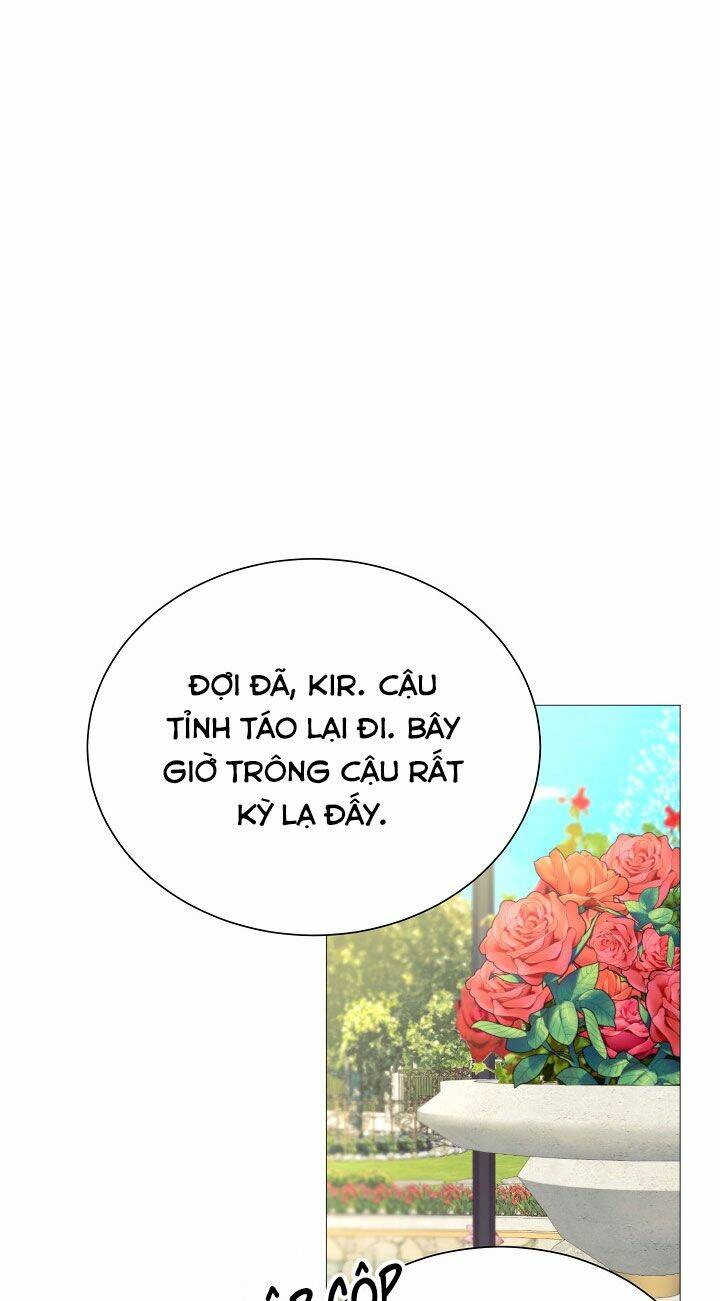 ĐỢI ĐÃ, KIR. CẬU
TỈNH TÁO LẠI ĐI. BÂY
GIỜ TRÔNG CẬU RẤT
KỲ LẠ ĐẤY.